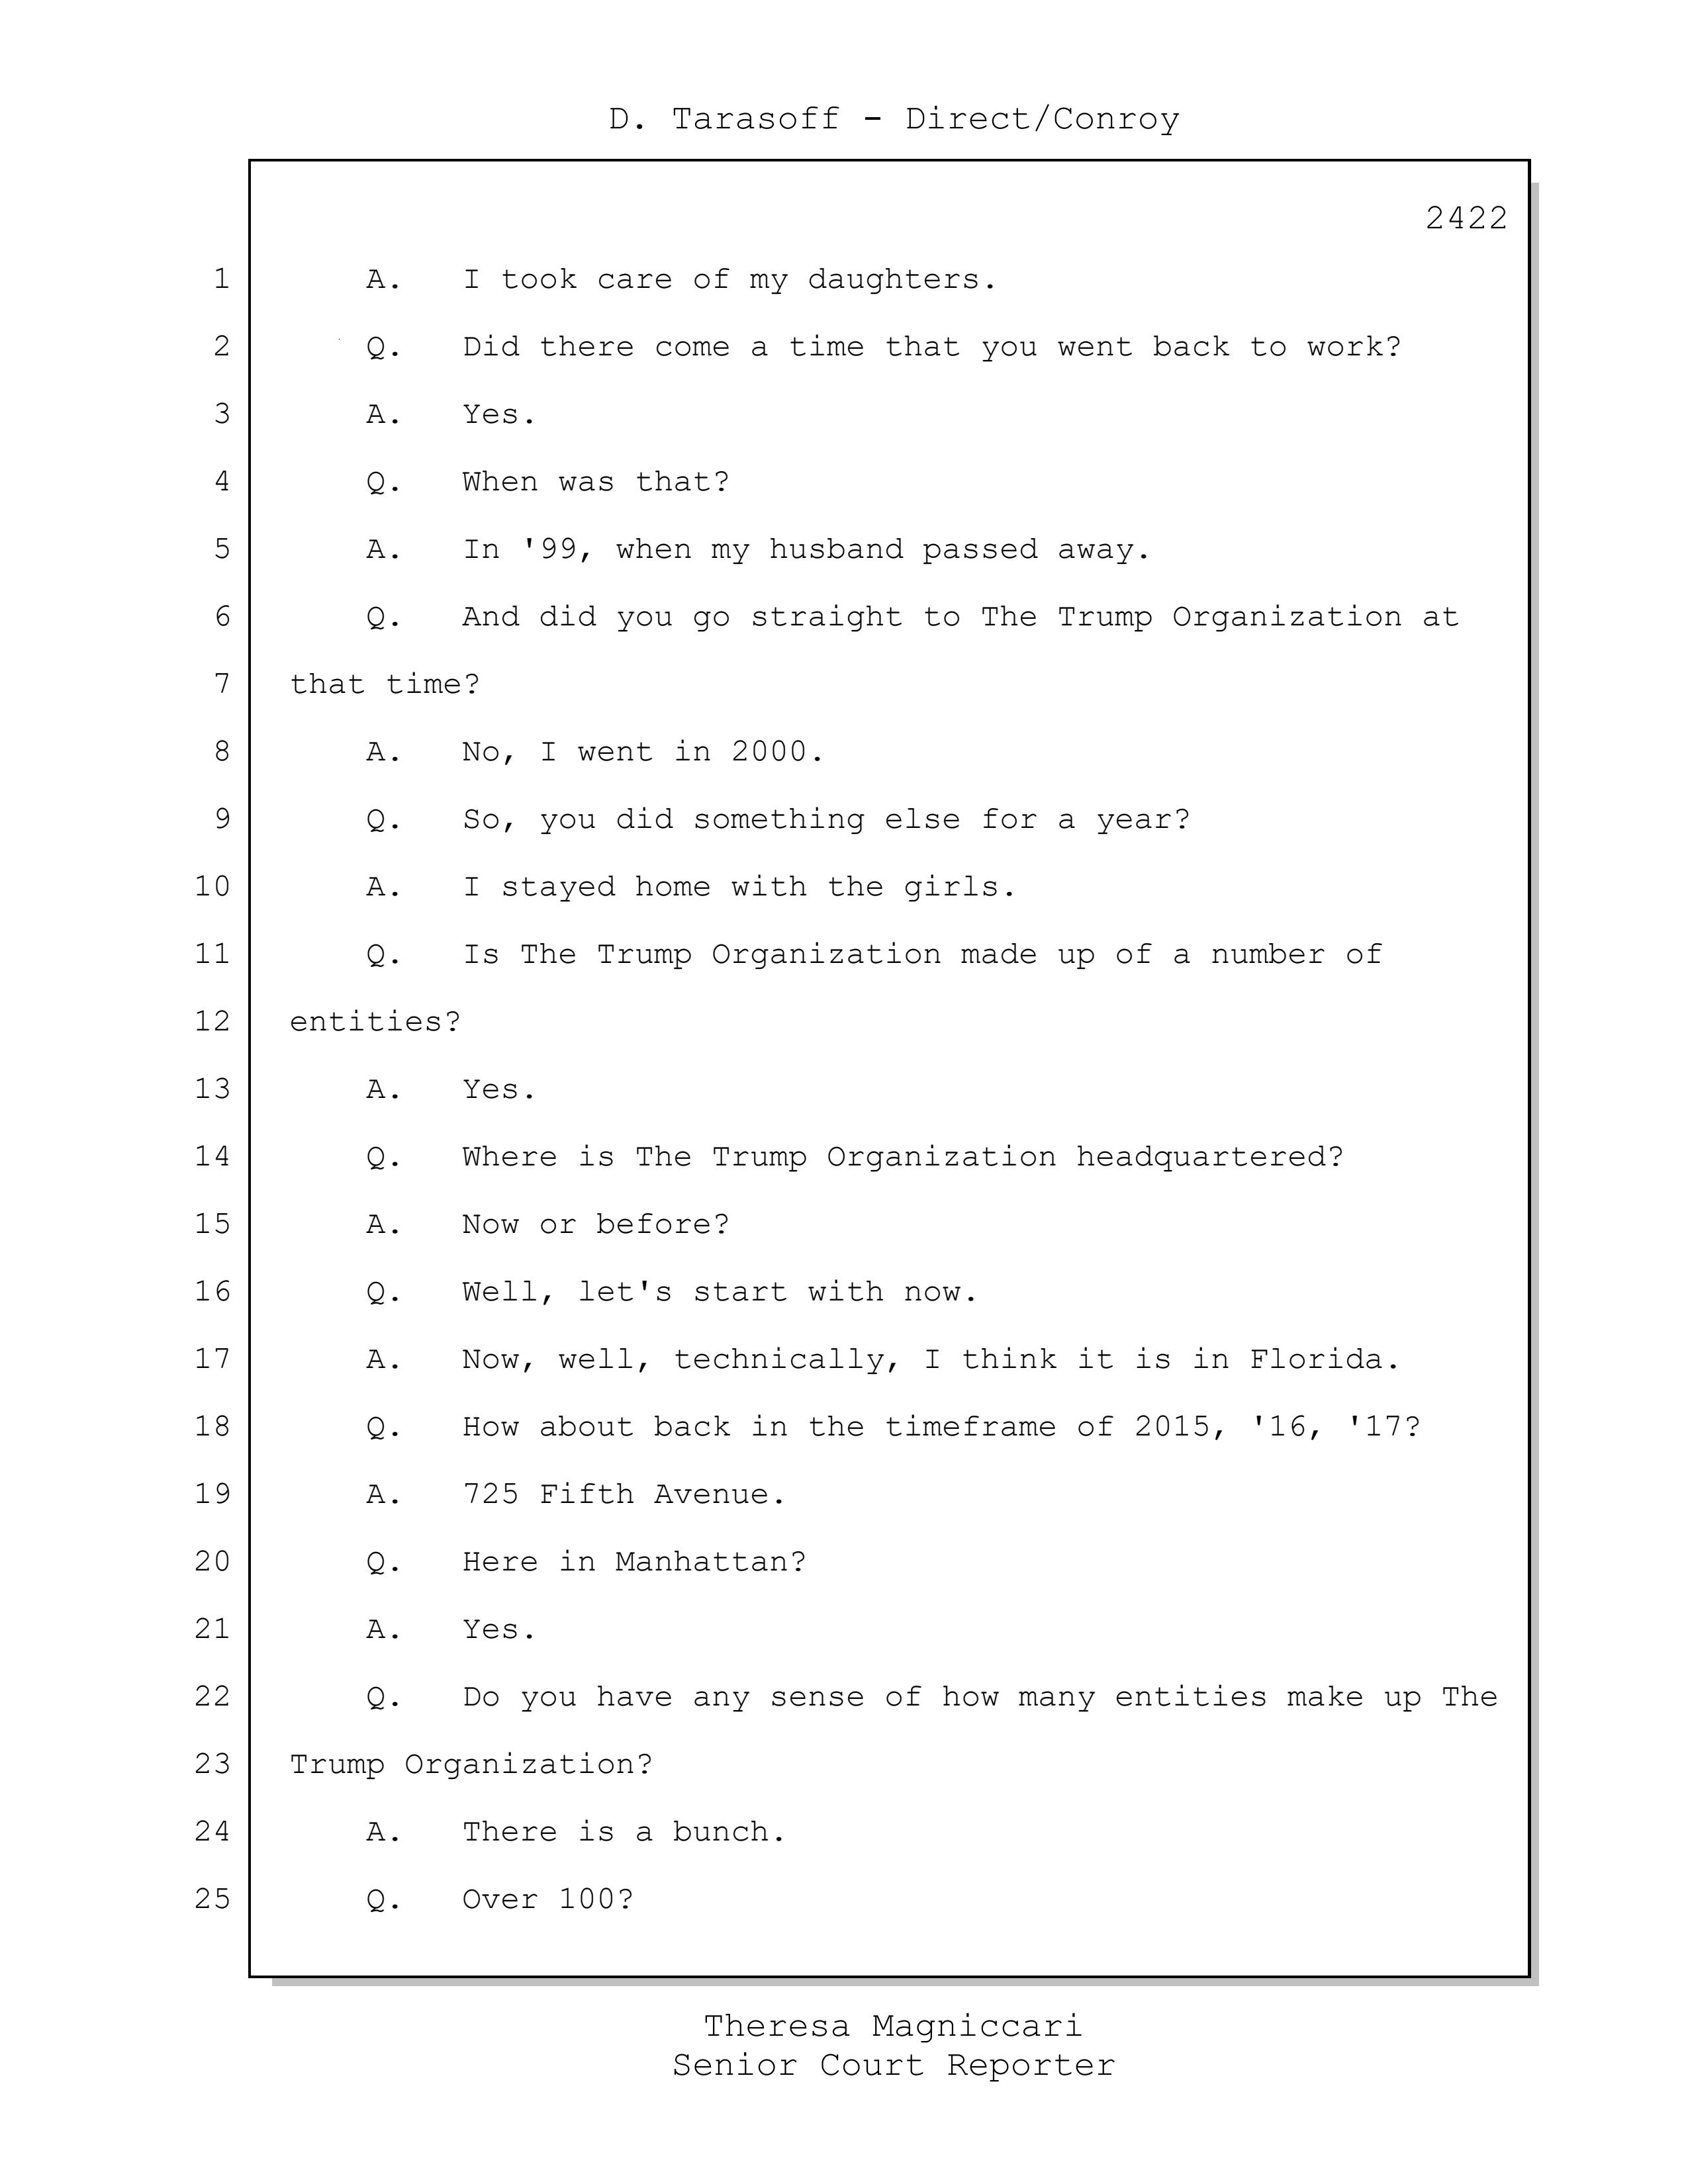 D. Tarasoff - Direct/Conroy
2422
1 A. I took care of my daughters.
2 Q. Did there come a time that you went back to work?
3 A. Yes.
4 Q. When was that?
5 A. In '99, when my husband passed away.
6 Q. And did you go straight to The Trump Organization at
7 that time?
8 A. No, I went in 2000.
9 Q. So, you did something else for a year?
10 A. I stayed home with the girls.
11 Q. Is The Trump Organization made up of a number of
12 entities?
13 A. Yes.
14 Q. Where is The Trump Organization headquartered?
15 A. Now or before?
16 Q. Well, let's start with now.
17 A. Now, well, technically, I think it is in Florida.
18 Q. How about back in the timeframe of 2015, '16, '17?
19 A. 725 Fifth Avenue.
20 Q. Here in Manhattan?
21 A. Yes.
22 Q. Do you have any sense of how many entities make up The
23 Trump Organization?
24 A. There is a bunch.
25 Q. Over 100?
Theresa Magniccari
Senior Court Reporter